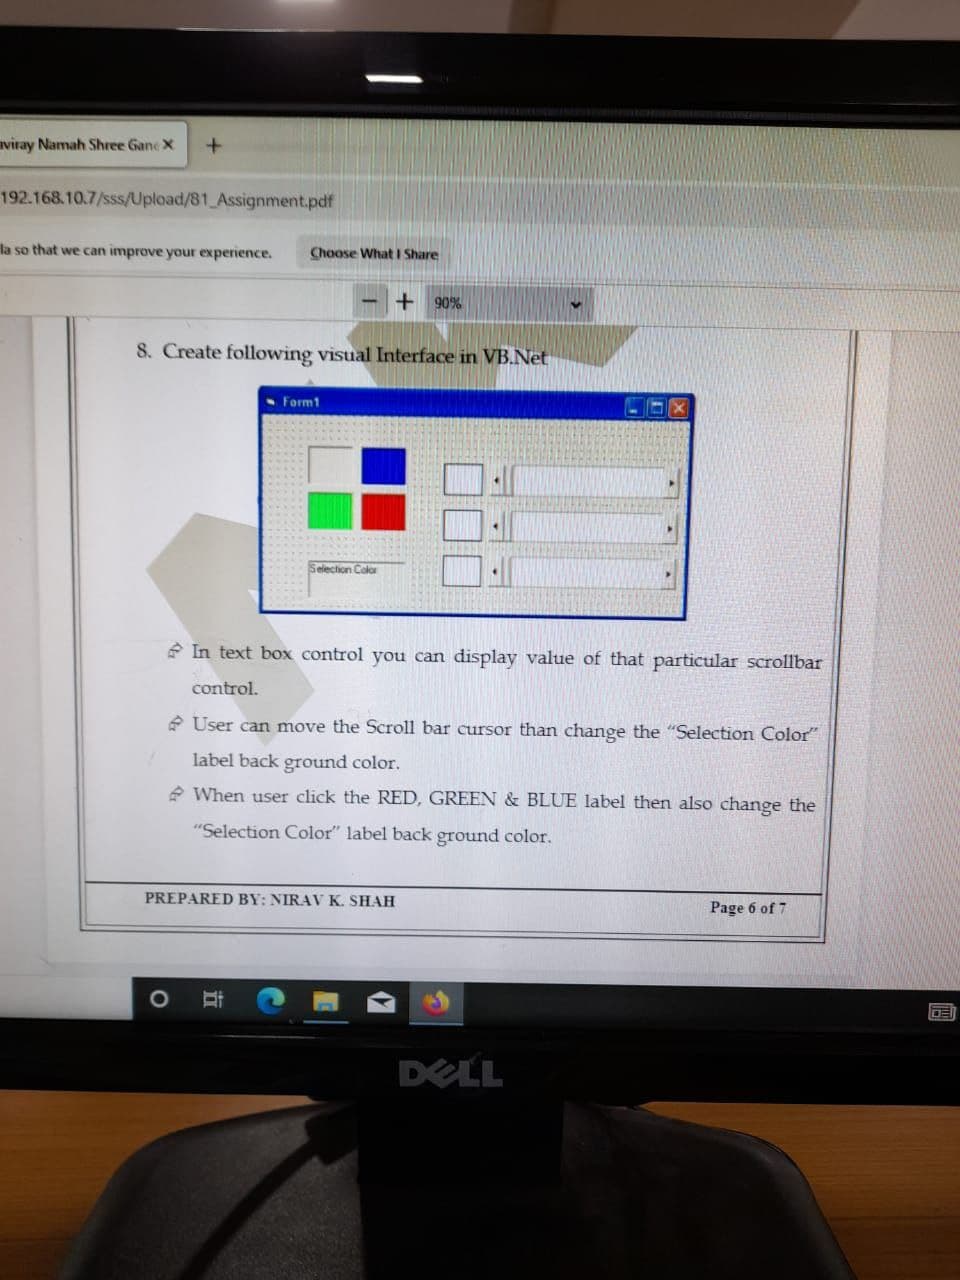 aviray Namah Shree Gane X +
192.168.10.7/sss/Upload/81_Assignment.pdf
la so that we can improve your experience. Choose What I Share
− + 90%
8. Create following visual Interface in VB.Net
Form1
Selection Color
In text box control you can display value of that particular scrollbar
control.
User can move the Scroll bar cursor than change the “Selection Color”
label back ground color.
When user click the RED, GREEN & BLUE label then also change the
“Selection Color” label back ground color.
PREPARED BY: NIRAV K. SHAH Page 6 of 7
DELL